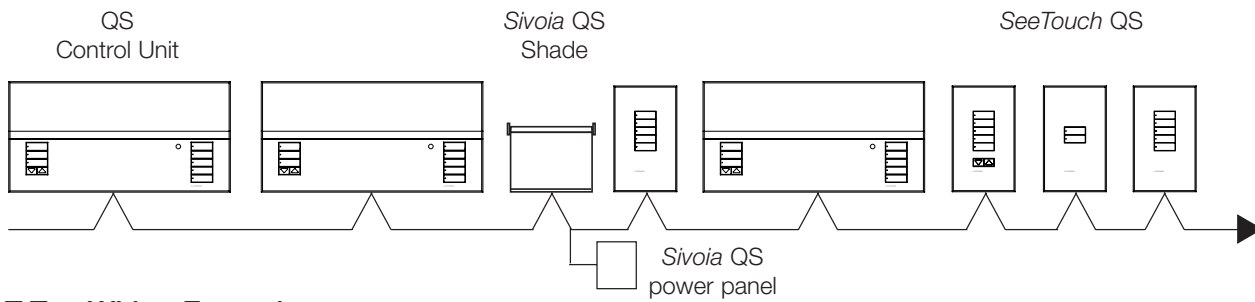 QS
Control Unit
Sivoia QS
Shade
SeeTouch QS
Sivoia QS
power panel